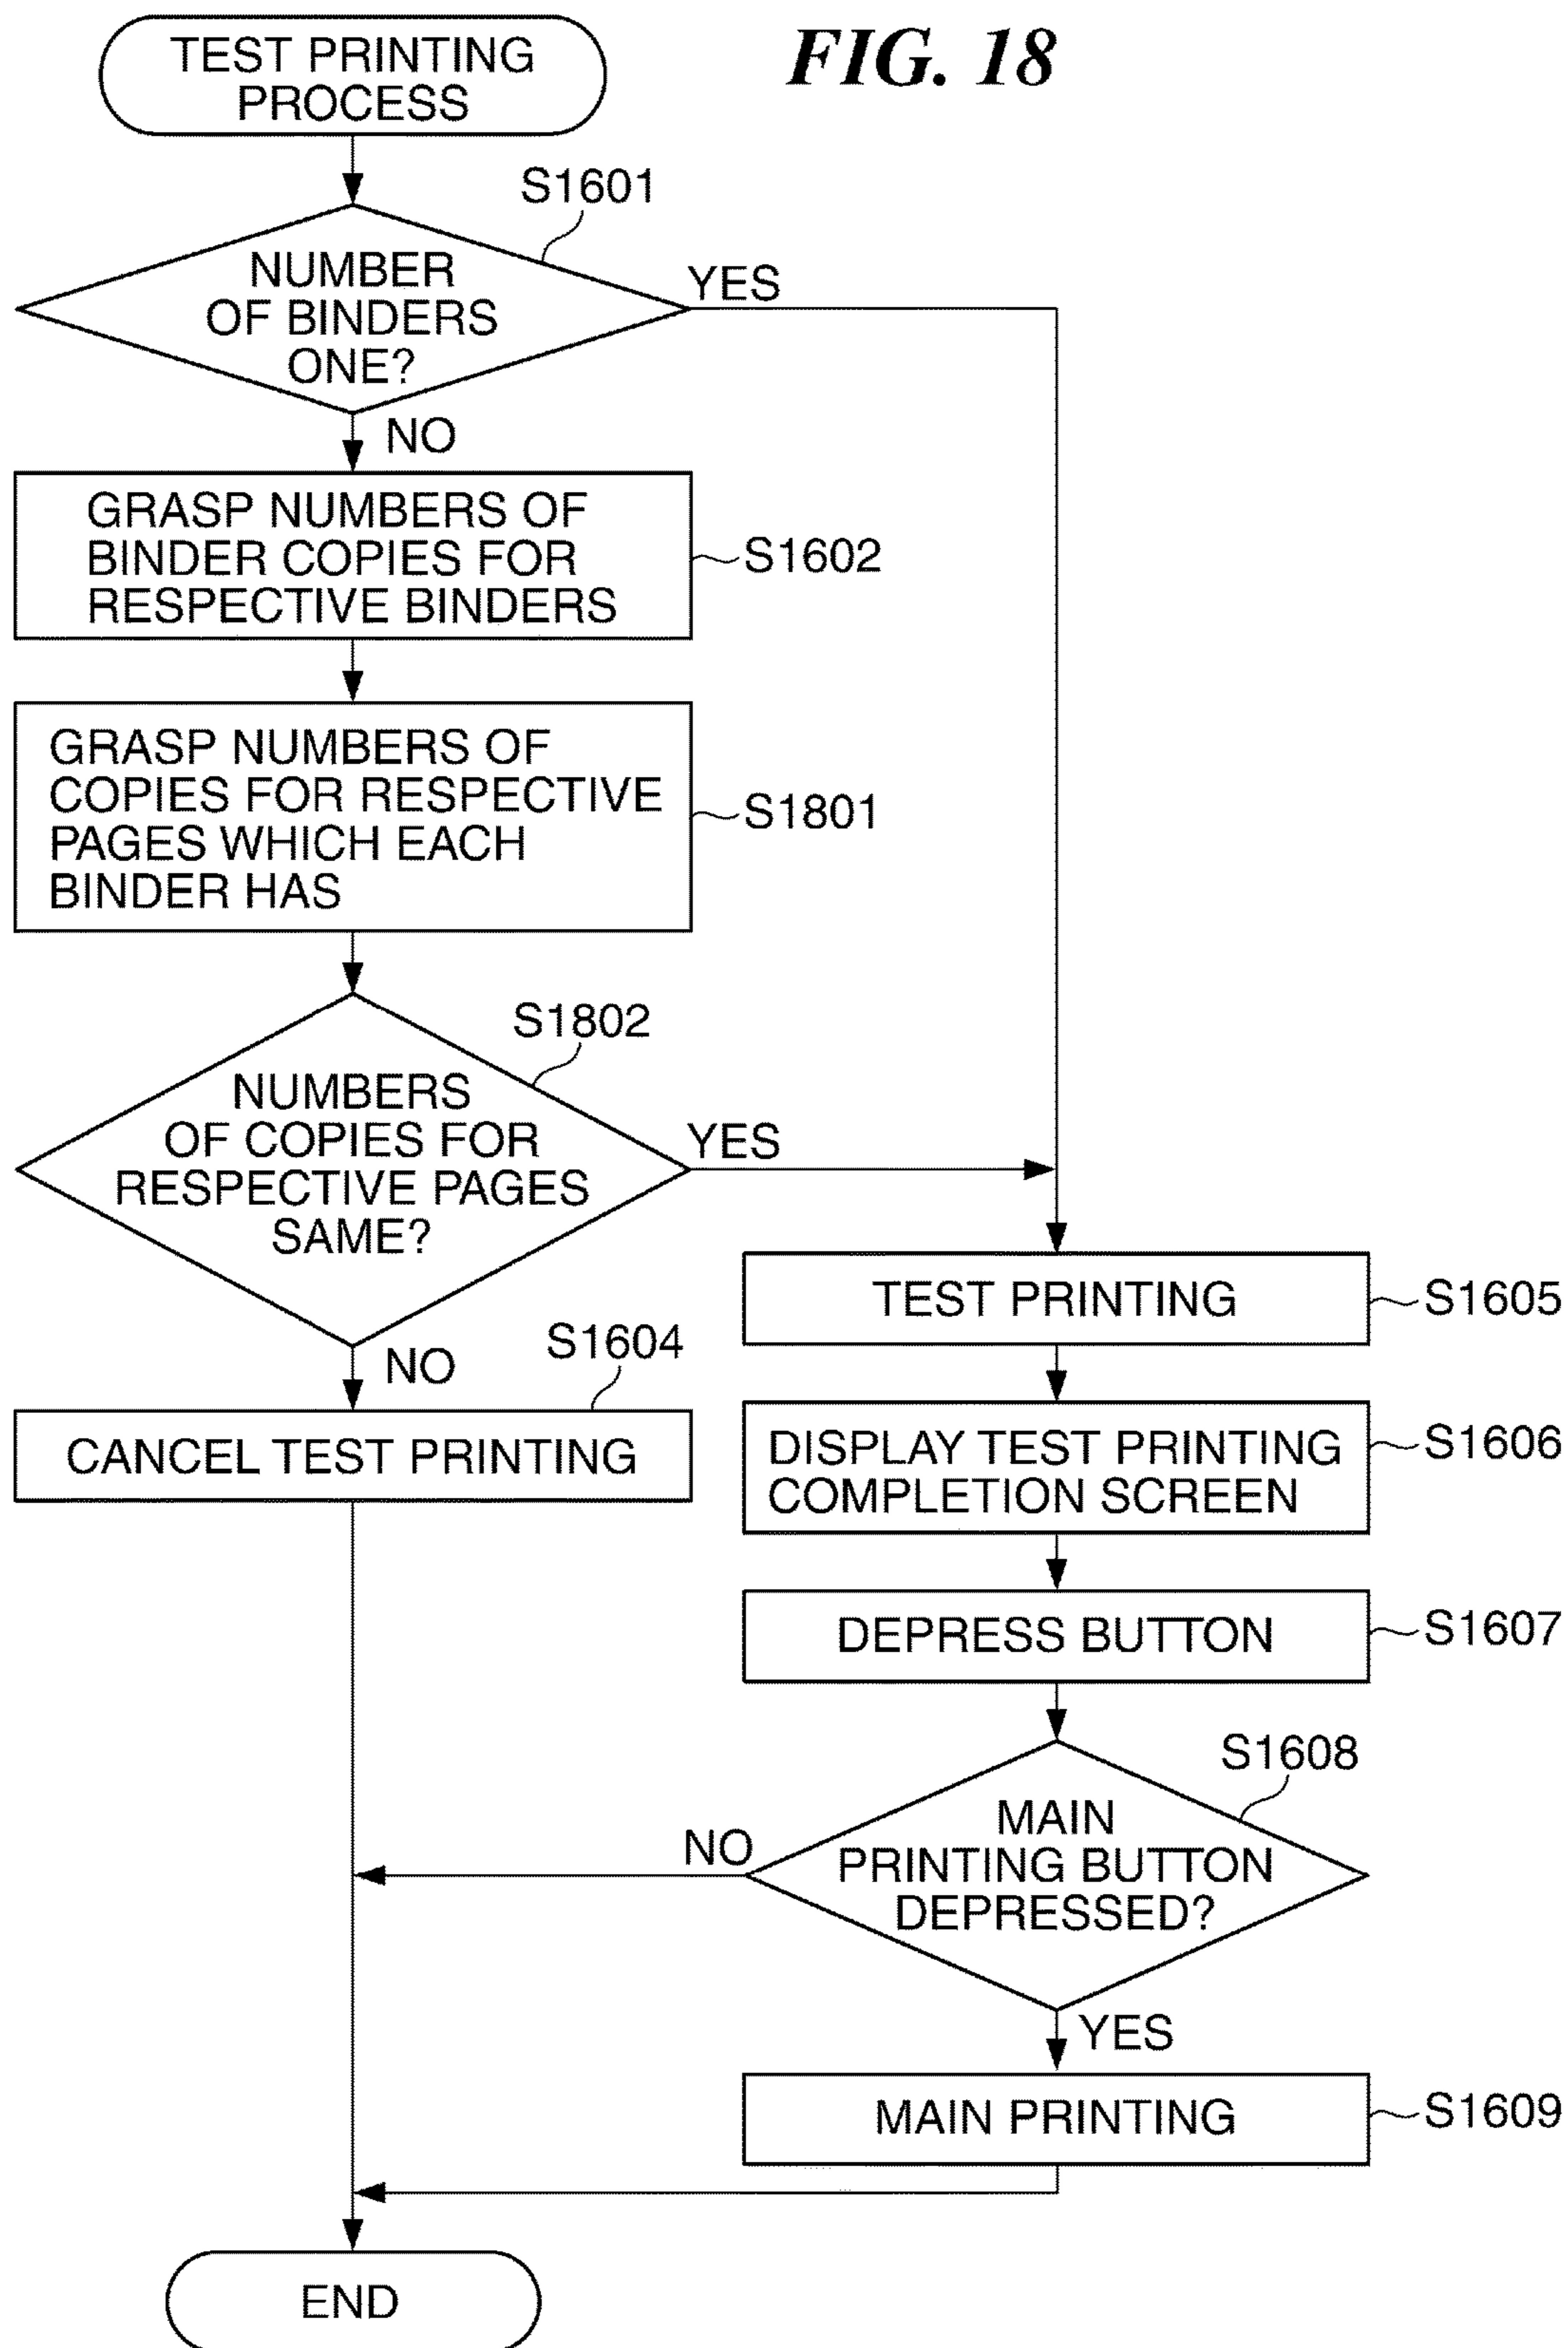 FIG. 18
TEST PRINTING
PROCESS
S1601
NUMBER
OF BINDERS
ONE?
YES
NO
GRASP NUMBERS OF
BINDER COPIES FOR
RESPECTIVE BINDERS
S1602
GRASP NUMBERS OF
COPIES FOR RESPECTIVE
PAGES WHICH EACH
BINDER HAS
S1801
S1802
NUMBERS
OF COPIES FOR
RESPECTIVE PAGES
SAME?
YES
NO
S1604
CANCEL TEST PRINTING
TEST PRINTING
S1605
DISPLAY TEST PRINTING
COMPLETION SCREEN
S1606
DEPRESS BUTTON
S1607
S1608
MAIN
PRINTING BUTTON
DEPRESSED?
NO
YES
MAIN PRINTING
S1609
END